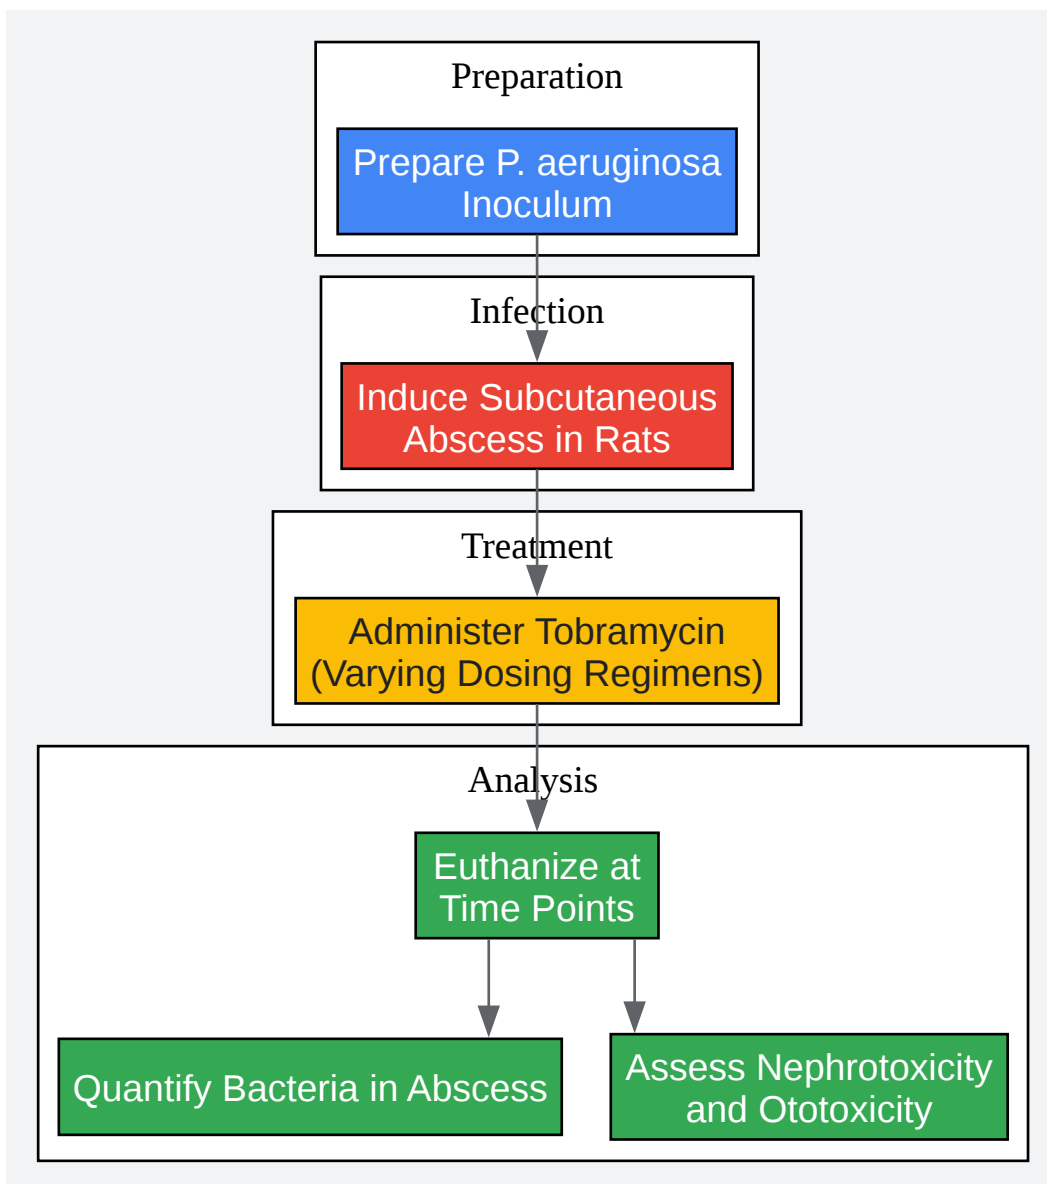 Preparation
Prepare P. aeruginosa
Inoculum
Infection
Induce Subcutaneous
Abscess in Rats
Treatment
Administer Tobramycin
(Varying Dosing Regimens)
Analysis
Euthanize at
Time Points
Quantify Bacteria in Abscess
Assess Nephrotoxicity
and Ototoxicity